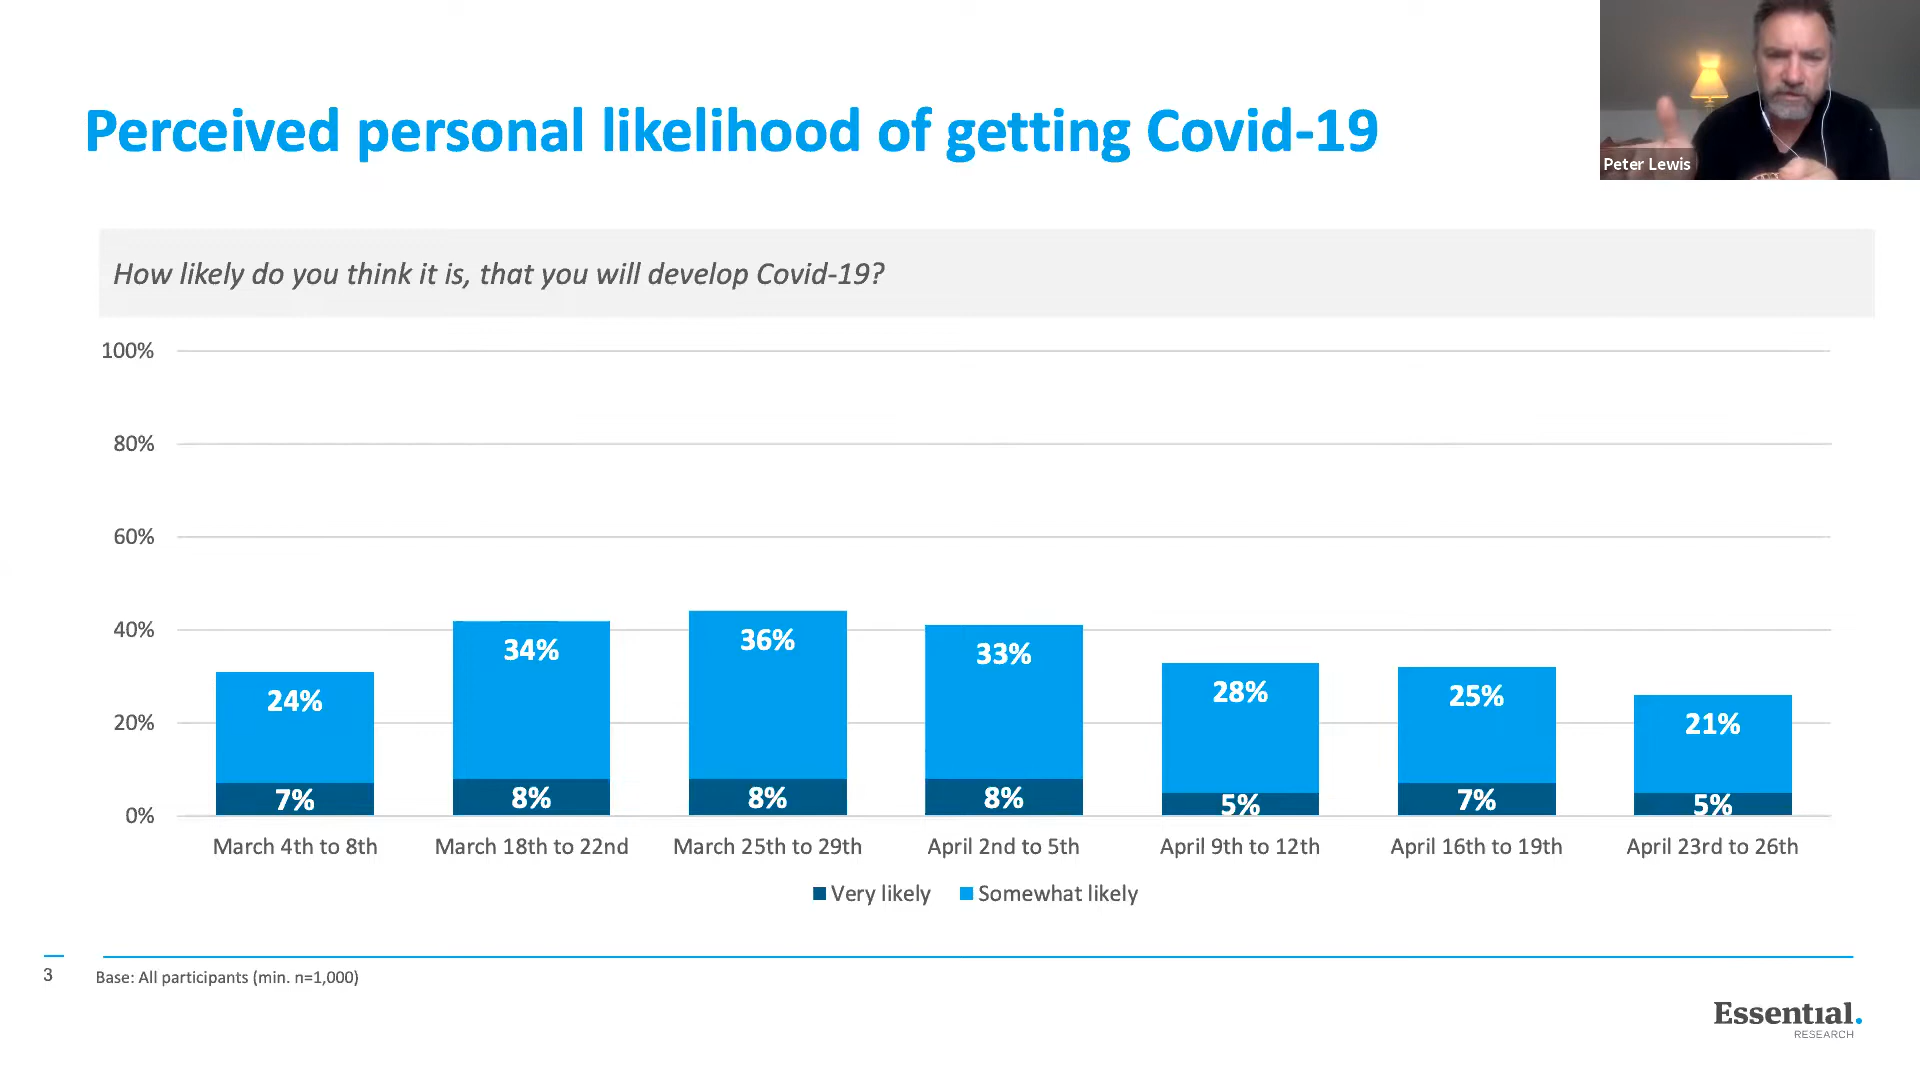 Perceived personal likelihood of getting Covid-19
Peter Lewis
How likely do you think it is, that you will develop Covid-19?
100%
80%
60%
40%
20%
0%
24%
34%
36%
33%
28%
25%
21%
7%
8%
8%
8%
5%
7%
5%
March 4th to 8th
March 18th to 22nd
March 25th to 29th
April 2nd to 5th
April 9th to 12th
April 16th to 19th
April 23rd to 26th
Very likely
Somewhat likely
3
Base: All participants (min. n=1,000)
Essential.
RESEARCH